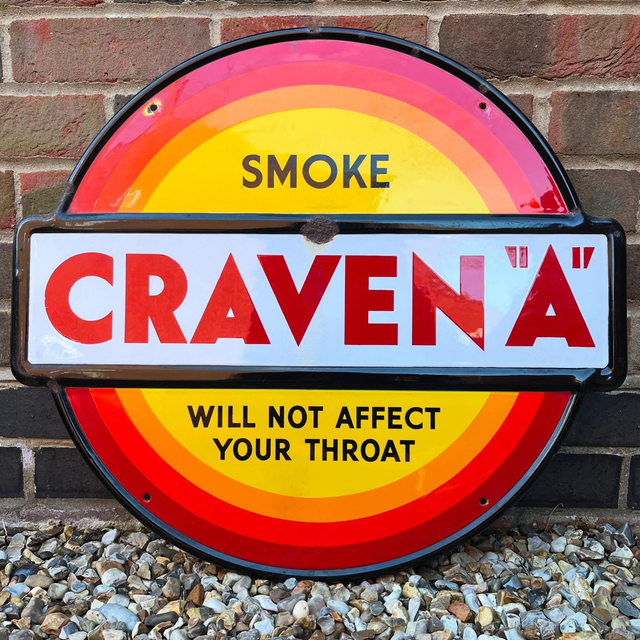 SMOKE
CRAVEN "A"
WILL NOT AFFECT
YOUR THROAT